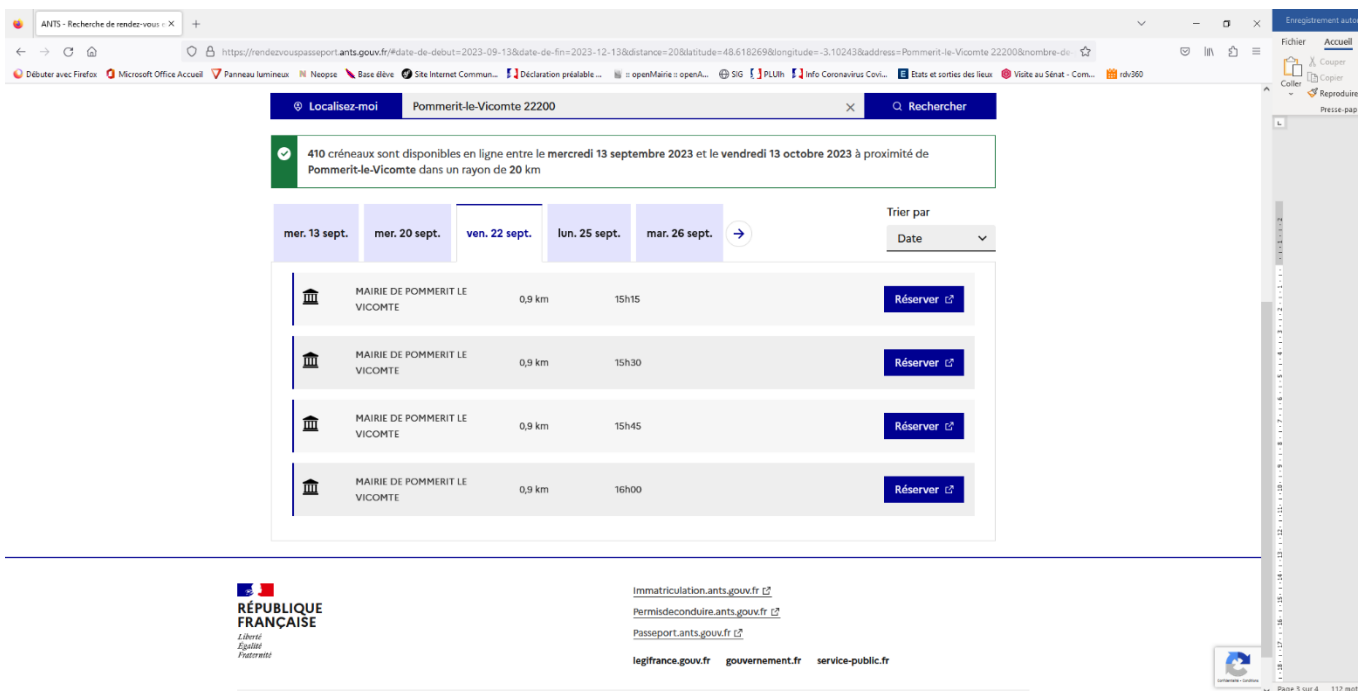 ANTS - Recherche de rendez-vous e
Enregistrement autor
https://rendezvouspasseport.ants.gouv.fr/#date-de-debut=2023-09-13&date-de-fin=2023-12-13&distance=20&latitude=48.618269&longitude=-3.10243&address=Pommerit-le-Vicomte 22200&nombre-de-
Fichier Accueil
Débuter avec Firefox Microsoft Office Accueil Panneau lumineux Neopse Base élève Site Internet Commun... Déclaration préalable ... :: openMairie :: openA... SIG PLUIh Info Coronavirus Covi... Etats et sorties des lieux Visite au Sénat - Com... rdv360
Couper
Copier
Coller
Reproduire
Presse-pap
Localisez-moi Pommerit-le-Vicomte 22200 Rechercher
410 créneaux sont disponibles en ligne entre le mercredi 13 septembre 2023 et le vendredi 13 octobre 2023 à proximité de
Pommerit-le-Vicomte dans un rayon de 20 km
Trier par
mer. 13 sept. mer. 20 sept. ven. 22 sept. lun. 25 sept. mar. 26 sept. Date
MAIRIE DE POMMERIT LE
VICOMTE
0,9 km 15h15 Réserver
MAIRIE DE POMMERIT LE
VICOMTE
0,9 km 15h30 Réserver
MAIRIE DE POMMERIT LE
VICOMTE
0,9 km 15h45 Réserver
MAIRIE DE POMMERIT LE
VICOMTE
0,9 km 16h00 Réserver
RÉPUBLIQUE
FRANÇAISE
Liberté
Égalité
Fraternité
Immatriculation.ants.gouv.fr
Permisdeconduire.ants.gouv.fr
Passeport.ants.gouv.fr
legifrance.gouv.fr gouvernement.fr service-public.fr
Page 3 sur 4 112 mot